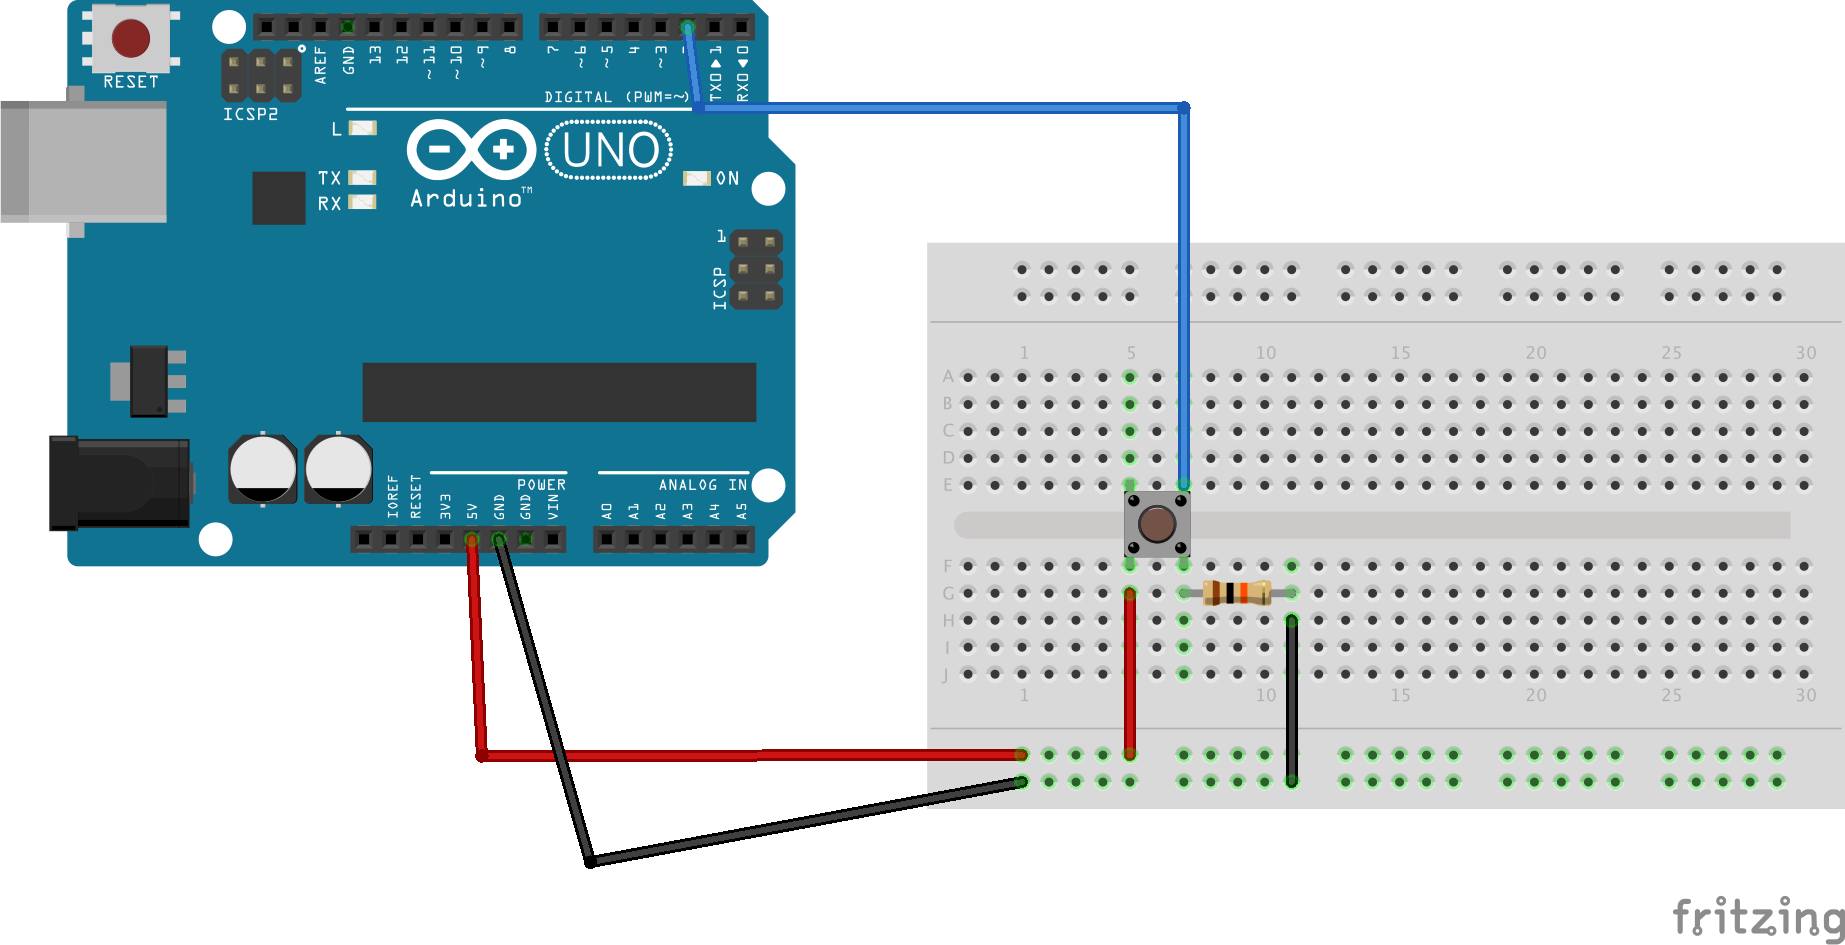 RESET
ICSP2
AREF
GND
13
12
~11
~10
~9
8
7
~6
~5
4
~3
TX0▶1
RX0◀0
DIGITAL (PWM=~)
L
TX
RX
Arduino™
UNO
ON
1
ICSP
IOREF
RESET
3V3
5V
GND
GND
VIN
POWER
ANALOG IN
A0
A1
A2
A3
A4
A5
1 5 10 15 20 25 30
A
B
C
D
E
F
G
H
I
J
1 10 15 20 25 30
fritzing